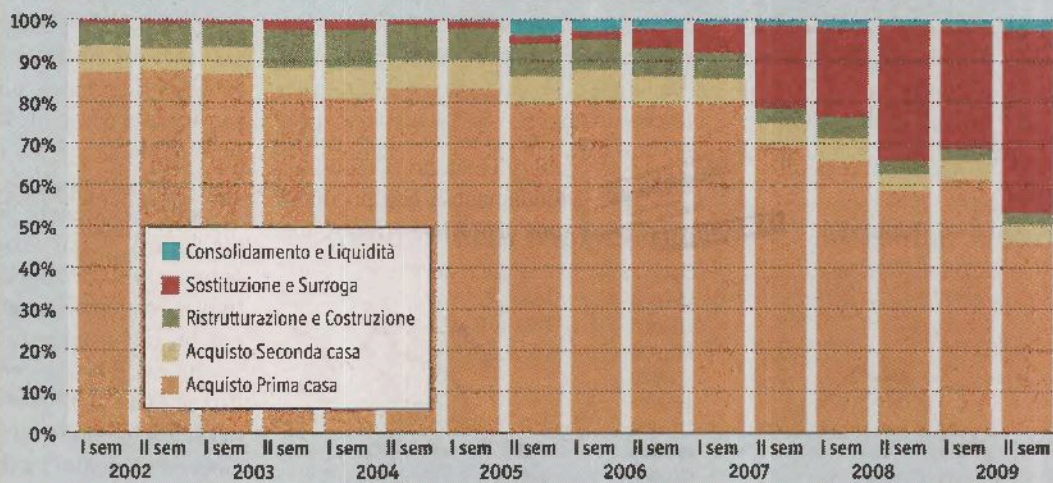 100%
90%
80%
70%
60%
50%
40%
30%
20%
10%
0%
Consolidamento e Liquidità
Sostituzione e Surroga
Ristrutturazione e Costruzione
Acquisto Seconda casa
Acquisto Prima casa
I sem II sem I sem II sem I sem II sem I sem II sem I sem II sem I sem II sem I sem II sem I sem II sem
2002 2003 2004 2005 2006 2007 2008 2009